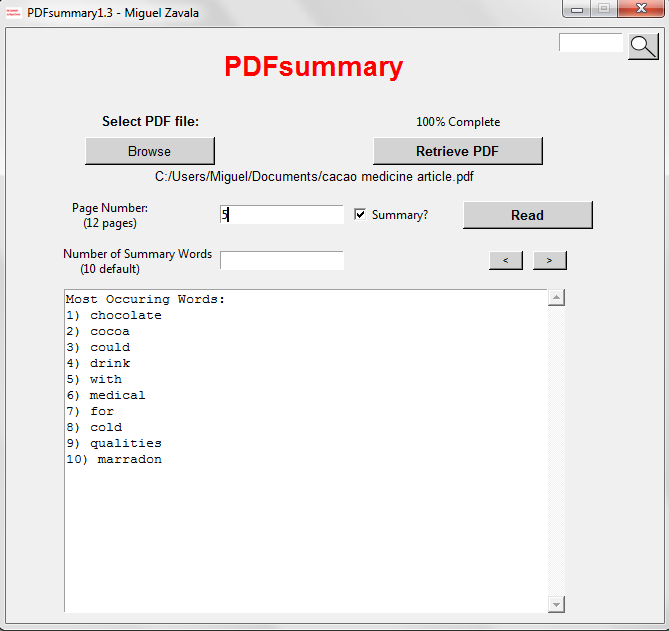 PDFsummary1.3 - Miguel Zavala
PDFsummary
Select PDF file:
100% Complete
Browse
Retrieve PDF
C:/Users/Miguel/Documents/cacao medicine article.pdf
Page Number:
(12 pages)
5
Summary?
Read
Number of Summary Words
(10 default)
<
>
Most Occuring Words:
1) chocolate
2) cocoa
3) could
4) drink
5) with
6) medical
7) for
8) cold
9) qualities
10) marradon